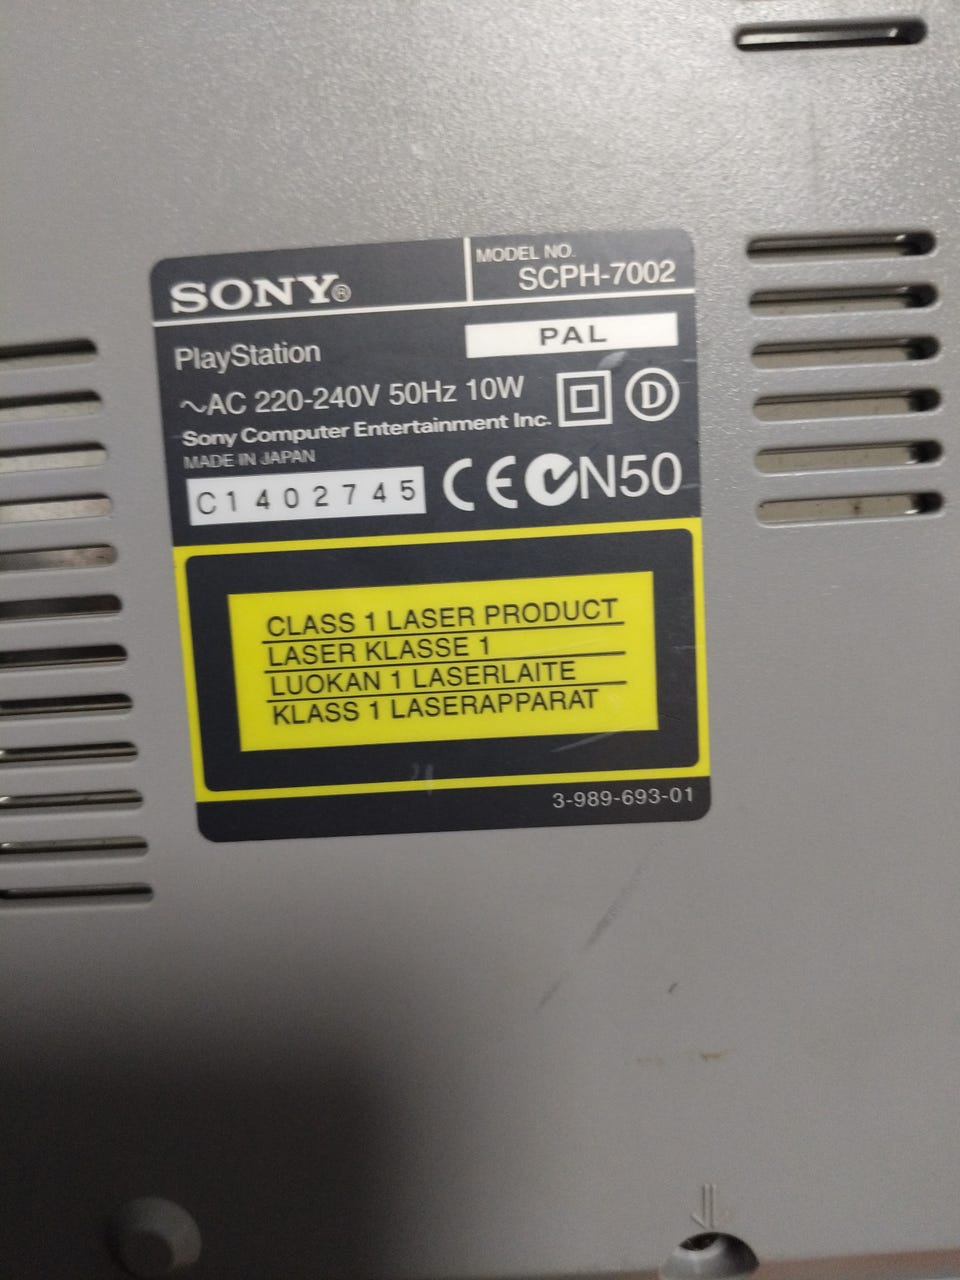 SONY®
MODEL NO.
SCPH-7002
PlayStation
PAL
~AC 220-240V 50Hz 10W
D
Sony Computer Entertainment Inc.
MADE IN JAPAN
C1402745
CE N50
CLASS 1 LASER PRODUCT
LASER KLASSE 1
LUOKAN 1 LASERLAITE
KLASS 1 LASERAPPARAT
3-989-693-01